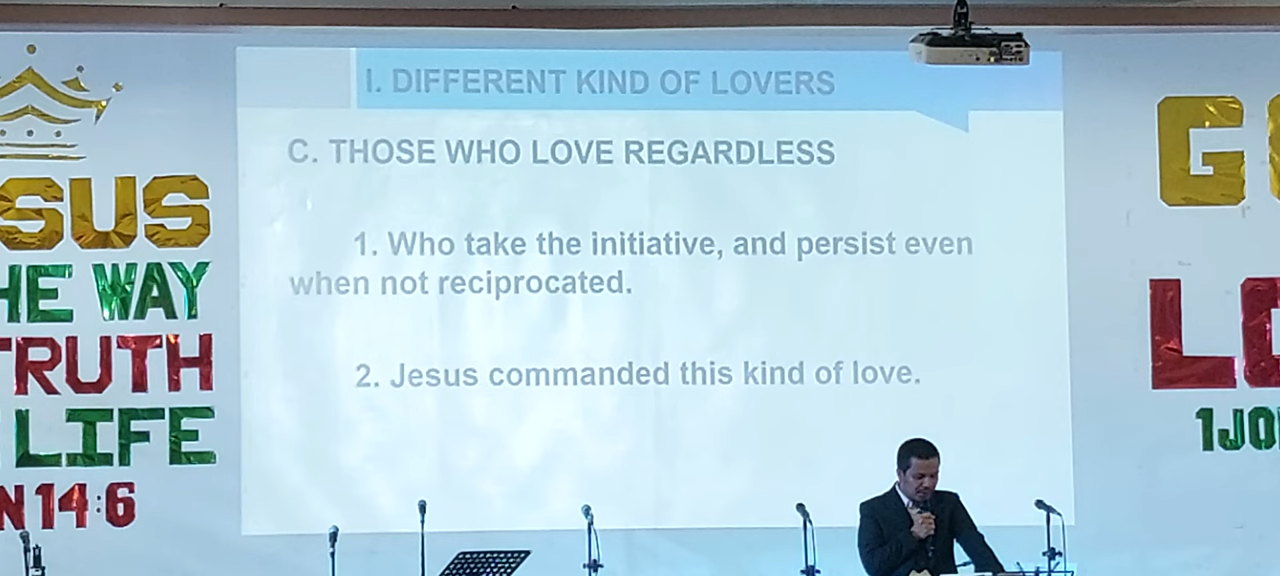 I. DIFFERENT KIND OF LOVERS
C. THOSE WHO LOVE REGARDLESS
1. Who take the initiative, and persist even
when not reciprocated.
2. Jesus commanded this kind of love.
SUS
HE WAY
TRUTH
LIFE
N 14:6
G
L
1JO